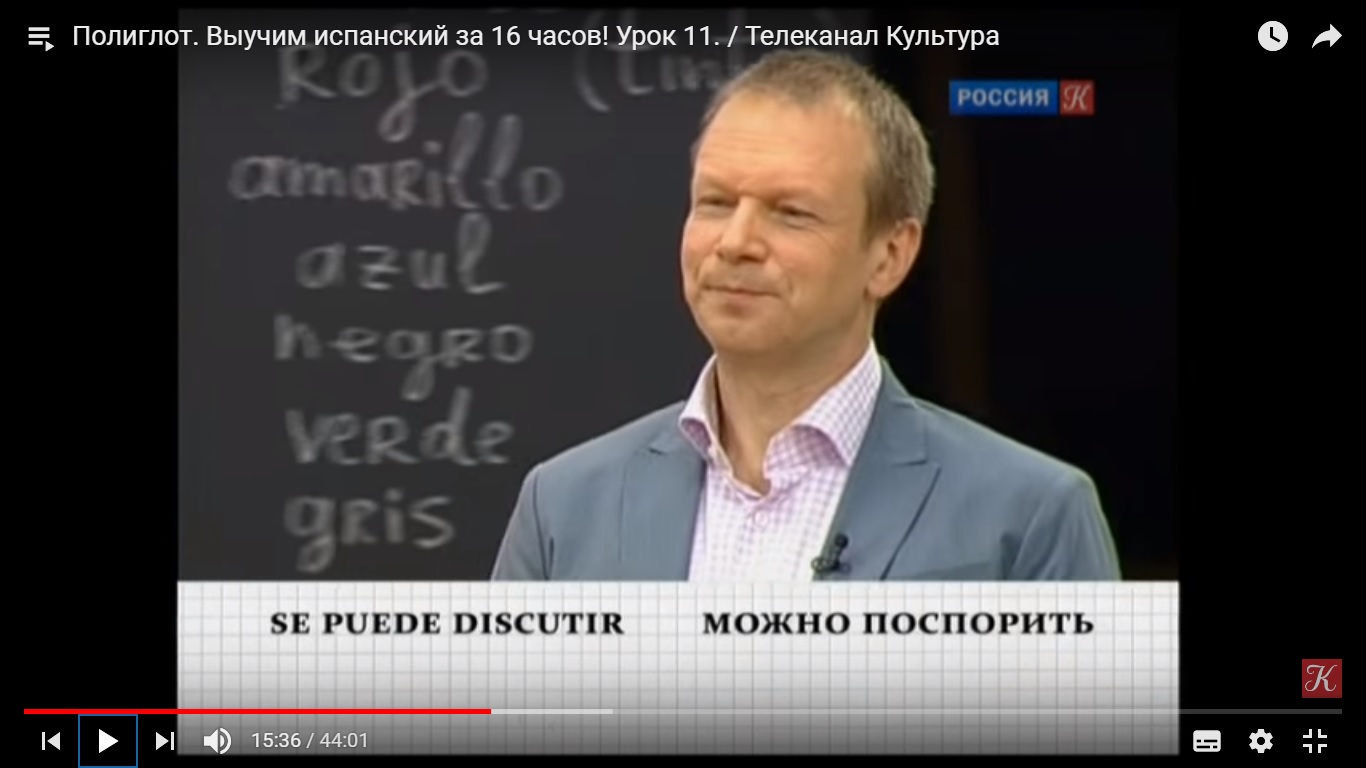 Полиглот. Выучим испанский за 16 часов! Урок 11. / Телеканал Культура
Rojo
РОССИЯ К
amarillo
azul
negro
verde
gris
SE PUEDE DISCUTIR МОЖНО ПОСПОРИТЬ
К
15:36 / 44:01